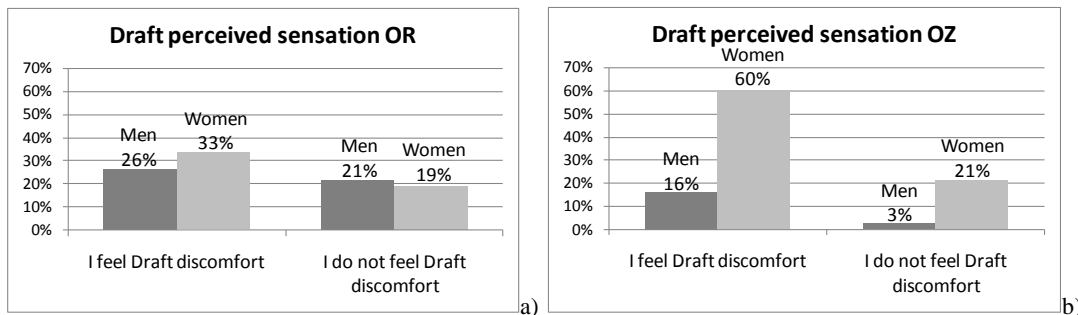 Draft perceived sensation OR
70%
60%
50%
40%
30%
20%
10%
0%
Men
26%
Women
33%
Men
21%
Women
19%
I feel Draft discomfort
I do not feel Draft
discomfort
a)
Draft perceived sensation OZ
70%
60%
50%
40%
30%
20%
10%
0%
Men
16%
Women
60%
Men
3%
Women
21%
I feel Draft discomfort
I do not feel Draft
discomfort
b)